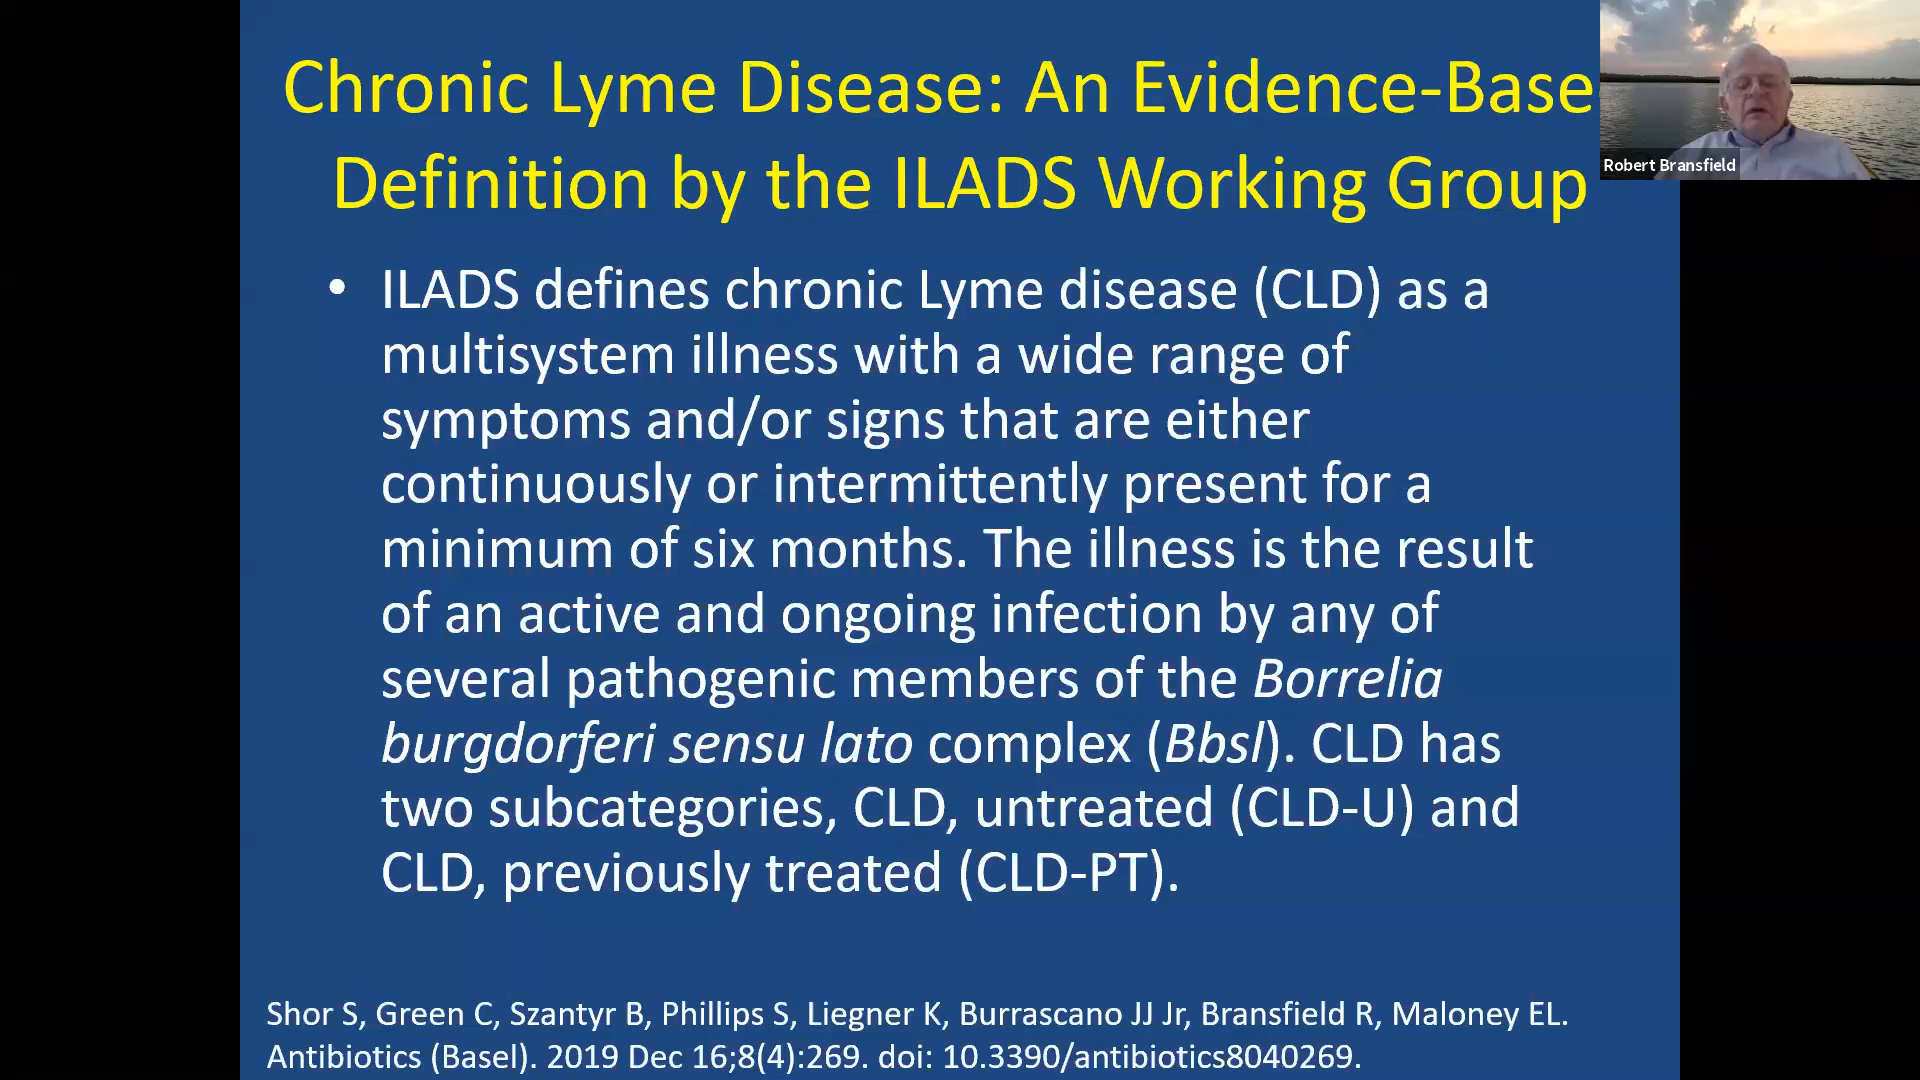 Chronic Lyme Disease: An Evidence-Base
Definition by the ILADS Working Group
Robert Bransfield
• ILADS defines chronic Lyme disease (CLD) as a
multisystem illness with a wide range of
symptoms and/or signs that are either
continuously or intermittently present for a
minimum of six months. The illness is the result
of an active and ongoing infection by any of
several pathogenic members of the Borrelia
burgdorferi sensu lato complex (Bbsl). CLD has
two subcategories, CLD, untreated (CLD-U) and
CLD, previously treated (CLD-PT).
Shor S, Green C, Szantyr B, Phillips S, Liegner K, Burrascano JJ Jr, Bransfield R, Maloney EL.
Antibiotics (Basel). 2019 Dec 16;8(4):269. doi: 10.3390/antibiotics8040269.